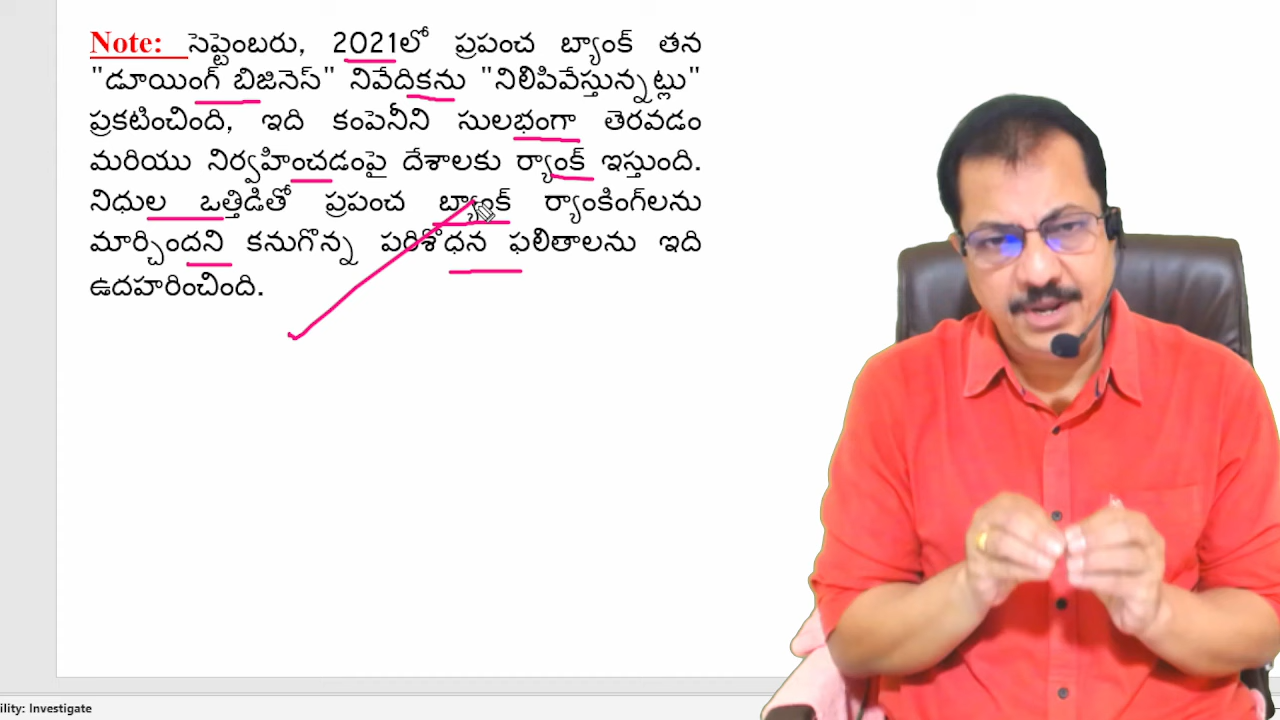 Note: సెప్టెంబరు, 2021లో ప్రపంచ బ్యాంక్ తన
"డూయింగ్ బిజినెస్" నివేదికను "నిలిపివేస్తున్నట్లు"
ప్రకటించింది, ఇది కంపెనీని సులభంగా తెరవడం
మరియు నిర్వహించడంపై దేశాలకు ర్యాంక్ ఇస్తుంది.
నిధుల ఒత్తిడితో ప్రపంచ బ్యాంక్ ర్యాంకింగ్‌లను
మార్చిందని కనుగొన్న పరిశోధన ఫలితాలను ఇది
ఉదహరించింది.
ility: Investigate